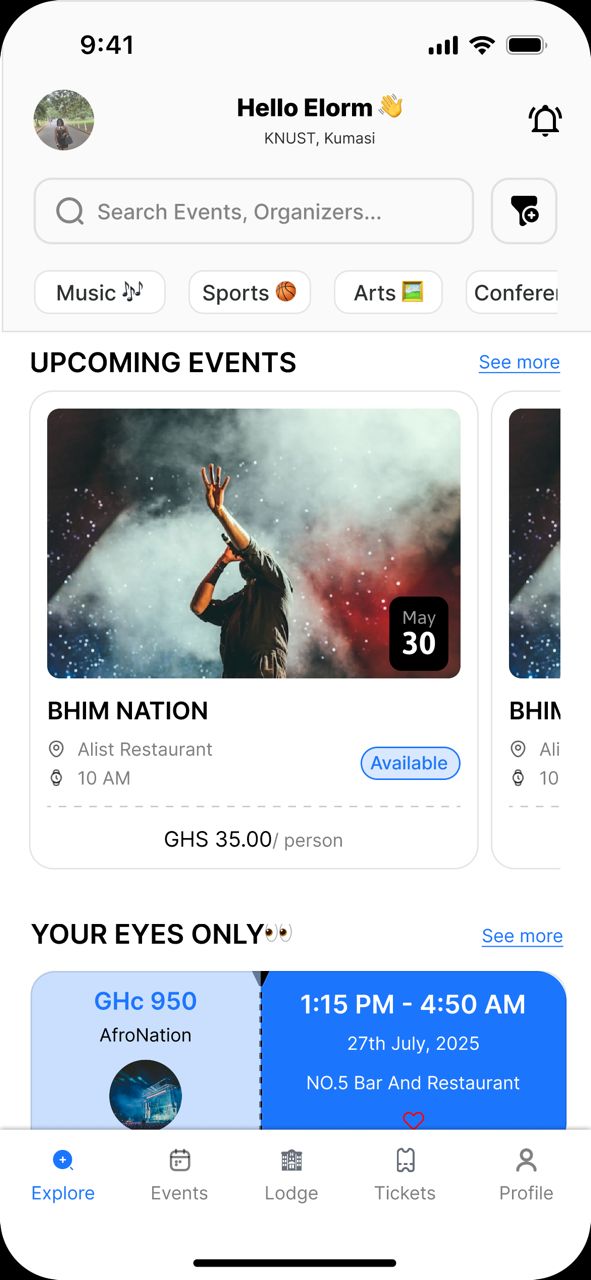 9:41
Hello Elorm 👋
KNUST, Kumasi
Search Events, Organizers...
Music 🎶
Sports 🏀
Arts 🖼️
Conferen
UPCOMING EVENTS
See more
May
30
BHIM NATION
Alist Restaurant
10 AM
Available
GHS 35.00/ person
BHIM
Ali
10
YOUR EYES ONLY👀
See more
GHc 950
AfroNation
1:15 PM - 4:50 AM
27th July, 2025
NO.5 Bar And Restaurant
Explore
Events
Lodge
Tickets
Profile